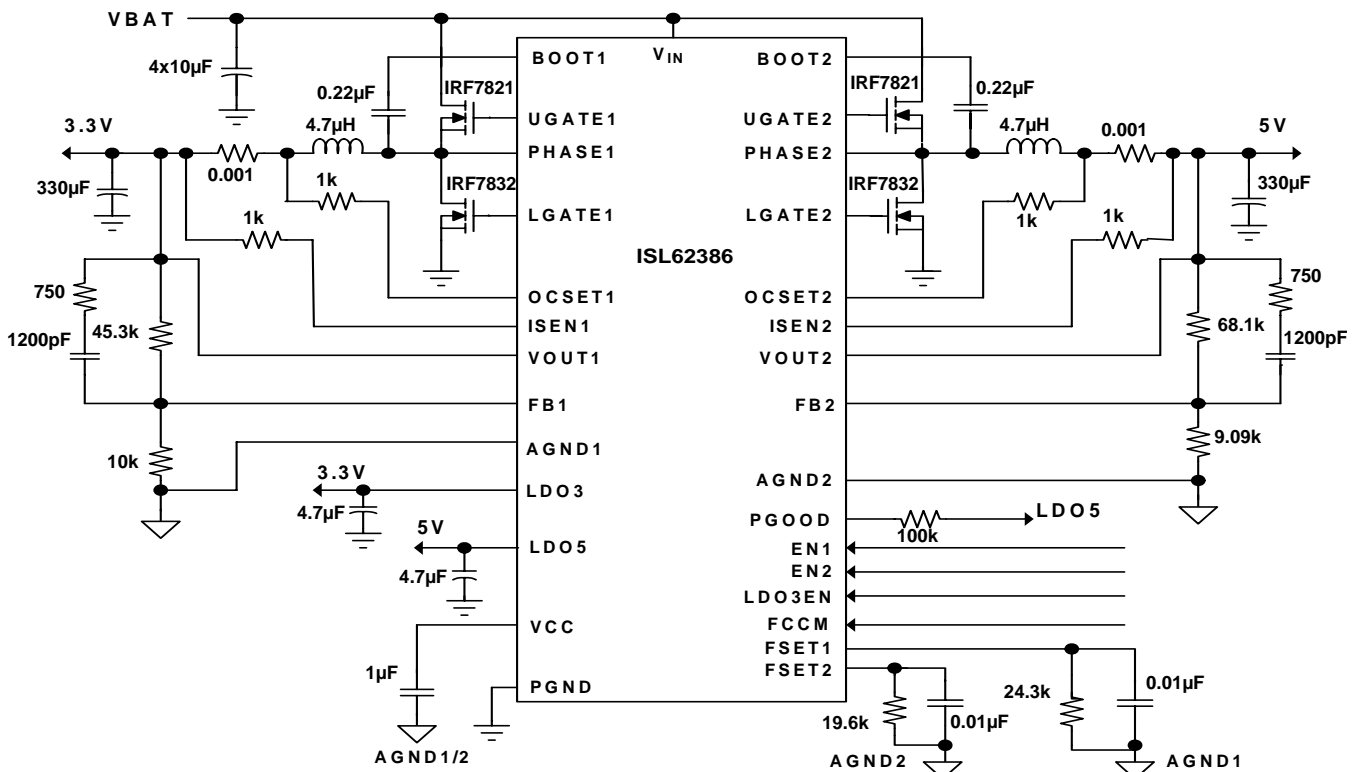 VBAT
VIN
BOOT1
BOOT2
4x10µF
IRF7821
IRF7821
0.22µF
0.22µF
UGATE1
UGATE2
3.3V
4.7µH
4.7µH
0.001
5V
PHASE1
PHASE2
0.001
330µF
IRF7832
IRF7832
330µF
1k
1k
LGATE1
LGATE2
1k
1k
ISL62386
750
750
OCSET1
OCSET2
1200pF
45.3k
ISEN1
ISEN2
68.1k
1200pF
VOUT1
VOUT2
FB1
FB2
10k
AGND1
9.09k
3.3V
LDO3
AGND2
4.7µF
PGOOD
100k
LDO5
5V
LDO5
EN1
4.7µF
EN2
LDO3EN
VCC
FCCM
FSET1
FSET2
1µF
PGND
19.6k
0.01µF
24.3k
0.01µF
AGND1/2
AGND2
AGND1